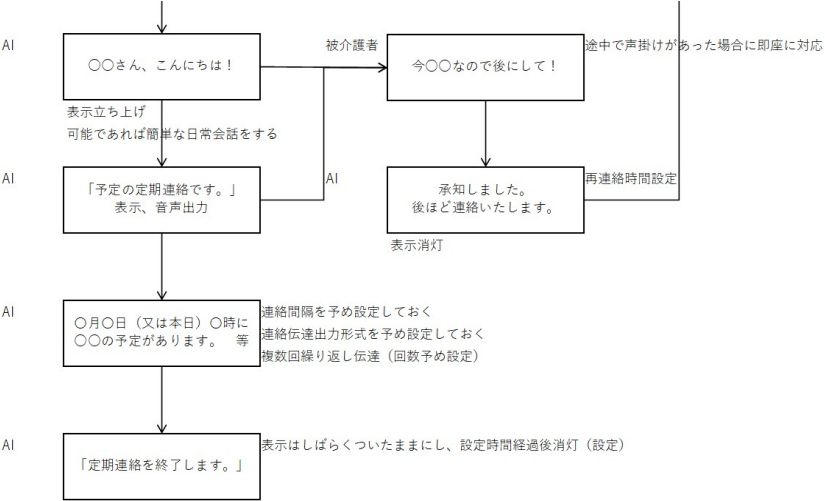 AI
〇〇さん、こんにちは！
被介護者
今〇〇なので後にして！
途中で声掛けがあった場合に即座に対応
表示立ち上げ
可能であれば簡単な日常会話をする
AI
「予定の定期連絡です。」
表示、音声出力
AI
承知しました。
後ほど連絡いたします。
再連絡時間設定
表示消灯
AI
〇月〇日（又は本日）〇時に
〇〇の予定があります。　等
連絡間隔を予め設定しておく
連絡伝達出力形式を予め設定しておく
複数回繰り返し伝達（回数予め設定）
AI
「定期連絡を終了します。」
表示はしばらくついたままにし、設定時間経過後消灯（設定）